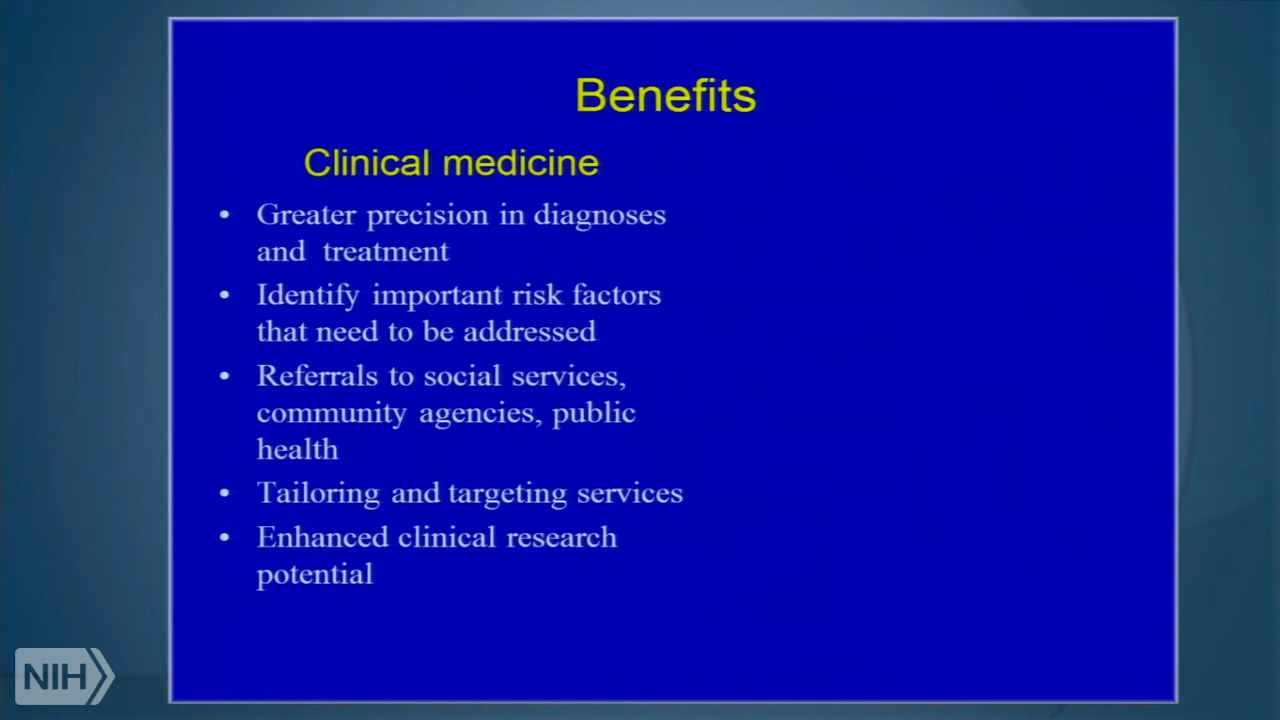 Benefits
Clinical medicine
• Greater precision in diagnoses
and treatment
• Identify important risk factors
that need to be addressed
• Referrals to social services,
community agencies, public
health
• Tailoring and targeting services
• Enhanced clinical research
potential
NIH